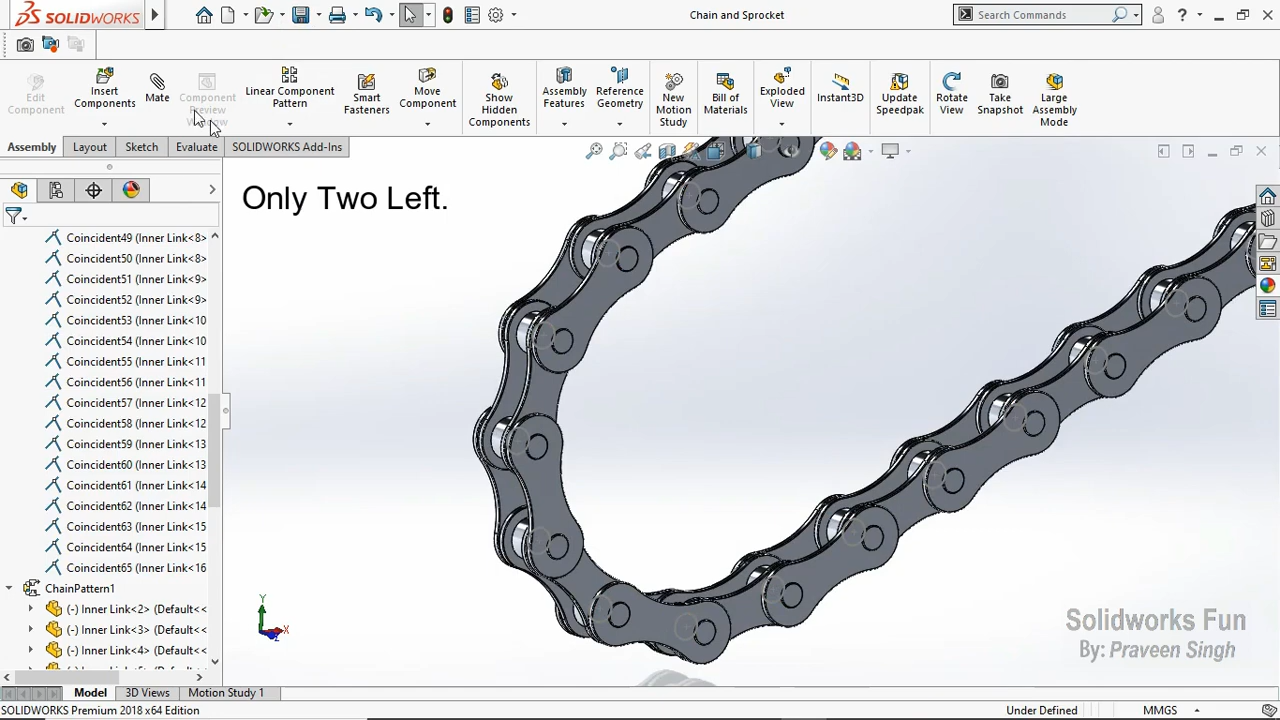 SOLIDWORKS
Chain and Sprocket
Search Commands
?
Edit Component
Insert Components
Mate
Component Preview Window
Linear Component Pattern
Smart Fasteners
Move Component
Show Hidden Components
Assembly Features
Reference Geometry
New Motion Study
Bill of Materials
Exploded View
Instant3D
Update Speedpak
Rotate View
Take Snapshot
Large Assembly Mode
Assembly
Layout
Sketch
Evaluate
SOLIDWORKS Add-Ins
Only Two Left.
Coincident49 (Inner Link<8>
Coincident50 (Inner Link<8>
Coincident51 (Inner Link<9>
Coincident52 (Inner Link<9>
Coincident53 (Inner Link<10
Coincident54 (Inner Link<10
Coincident55 (Inner Link<11
Coincident56 (Inner Link<11
Coincident57 (Inner Link<12
Coincident58 (Inner Link<12
Coincident59 (Inner Link<13
Coincident60 (Inner Link<13
Coincident61 (Inner Link<14
Coincident62 (Inner Link<14
Coincident63 (Inner Link<15
Coincident64 (Inner Link<15
Coincident65 (Inner Link<16
ChainPattern1
(-) Inner Link<2> (Default<<
(-) Inner Link<3> (Default<<
(-) Inner Link<4> (Default<<
Y
X
Z
Solidworks Fun
By: Praveen Singh
Model
3D Views
Motion Study 1
SOLIDWORKS Premium 2018 x64 Edition
Under Defined
MMGS